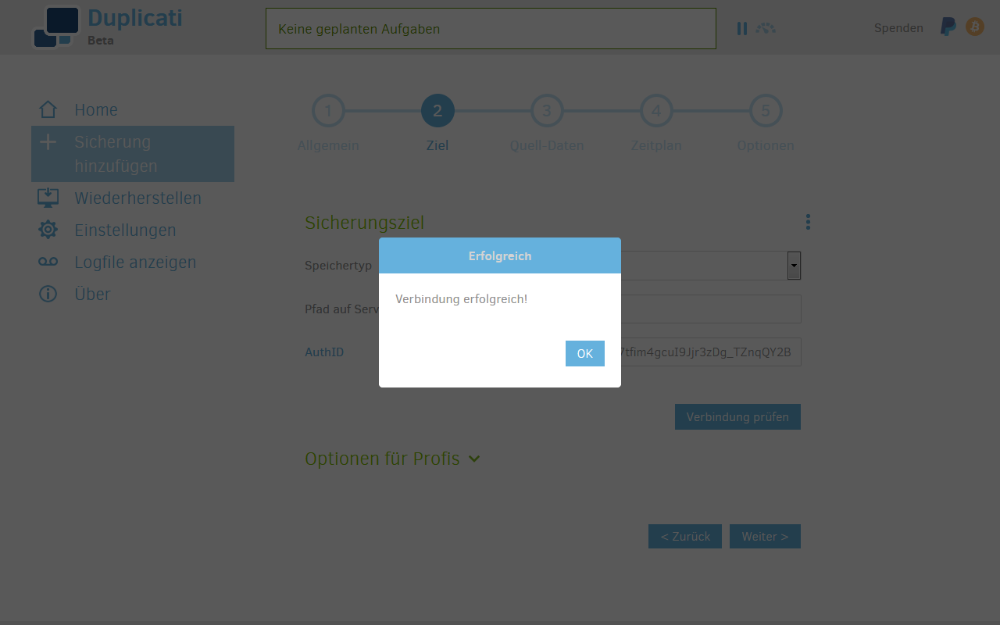 Duplicati
Beta
Keine geplanten Aufgaben
Spenden
Home
Sicherung
hinzufügen
Wiederherstellen
Einstellungen
Logfile anzeigen
Über
1
2
3
4
5
Allgemein
Ziel
Quell-Daten
Zeitplan
Optionen
Sicherungsziel
Speichertyp
Pfad auf Serv
AuthID
7tfim4gcuI9Jjr3zDg_TZnqQY2B
Erfolgreich
Verbindung erfolgreich!
OK
Verbindung prüfen
Optionen für Profis
< Zurück
Weiter >